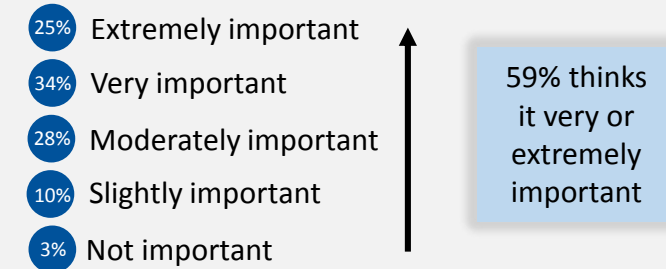 25% Extremely important
34% Very important
28% Moderately important
10% Slightly important
3% Not important
59% thinks
it very or
extremely
important